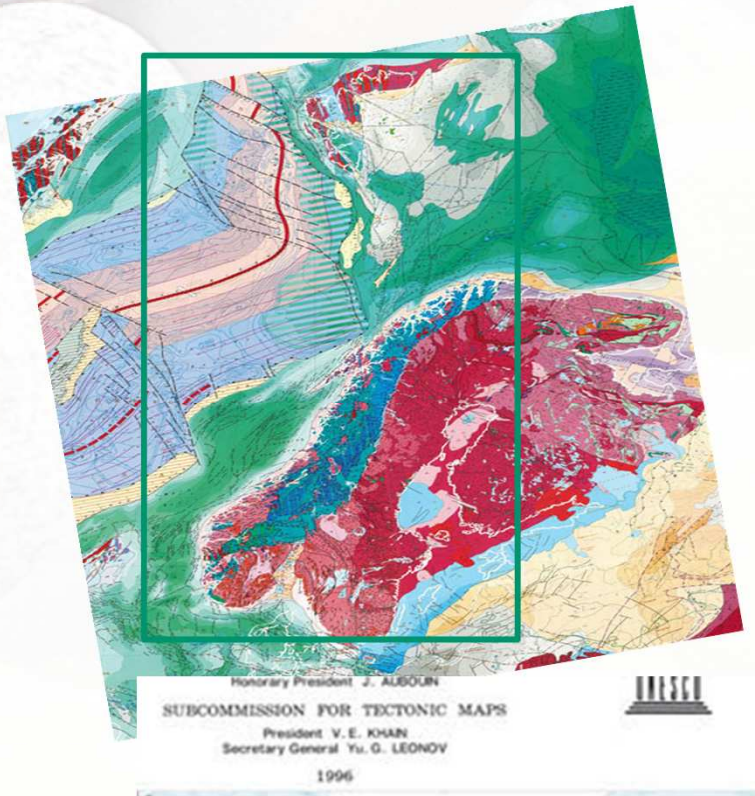 Honorary President J. AUBOUIN
SUBCOMMISSION FOR TECTONIC MAPS
President V. E. KHAIN
Secretary General Yu. G. LEONOV
1996
UNESCO